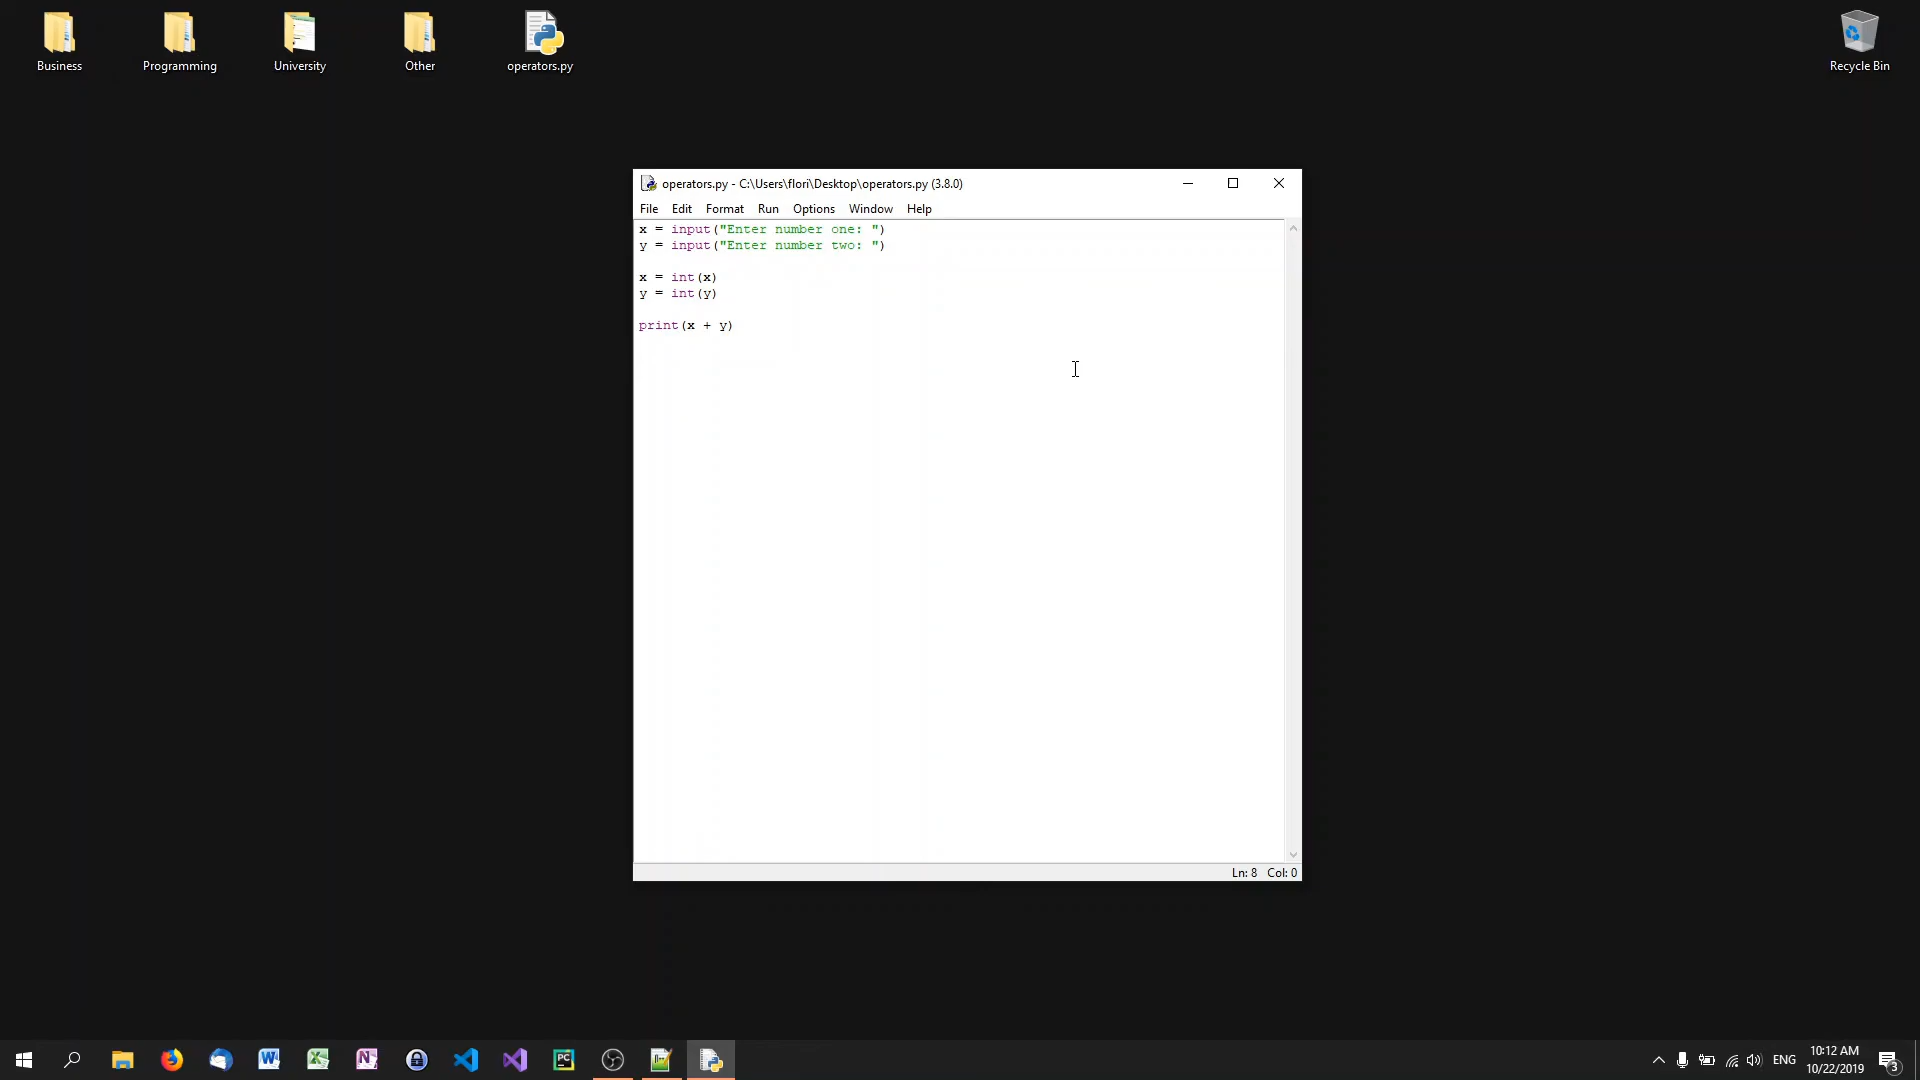 Business
Programming
University
Other
operators.py
Recycle Bin
operators.py - C:\Users\flori\Desktop\operators.py (3.8.0)
File Edit Format Run Options Window Help
x = input("Enter number one: ")
y = input("Enter number two: ")
x = int(x)
y = int(y)
print(x + y)
Ln: 8 Col: 0
ENG
10:12 AM
10/22/2019
3
W
X
N
PC